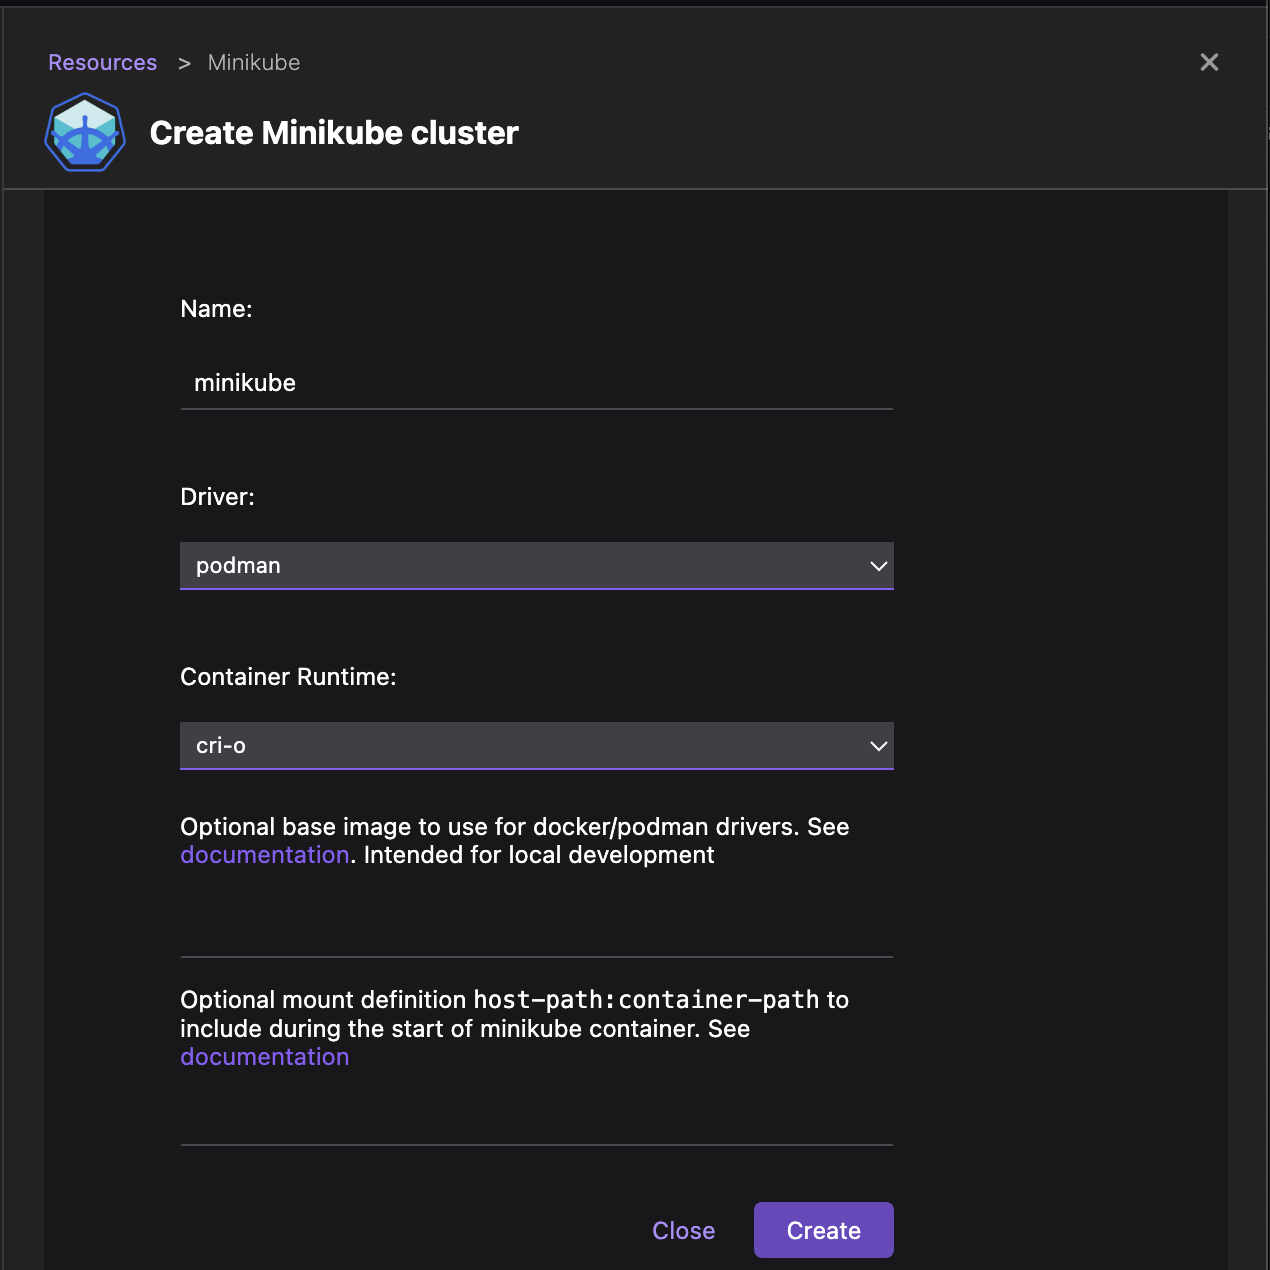 Resources > Minikube
Create Minikube cluster
Name:
minikube
Driver:
podman
Container Runtime:
cri-o
Optional base image to use for docker/podman drivers. See
documentation. Intended for local development
Optional mount definition host-path:container-path to
include during the start of minikube container. See
documentation
Close
Create